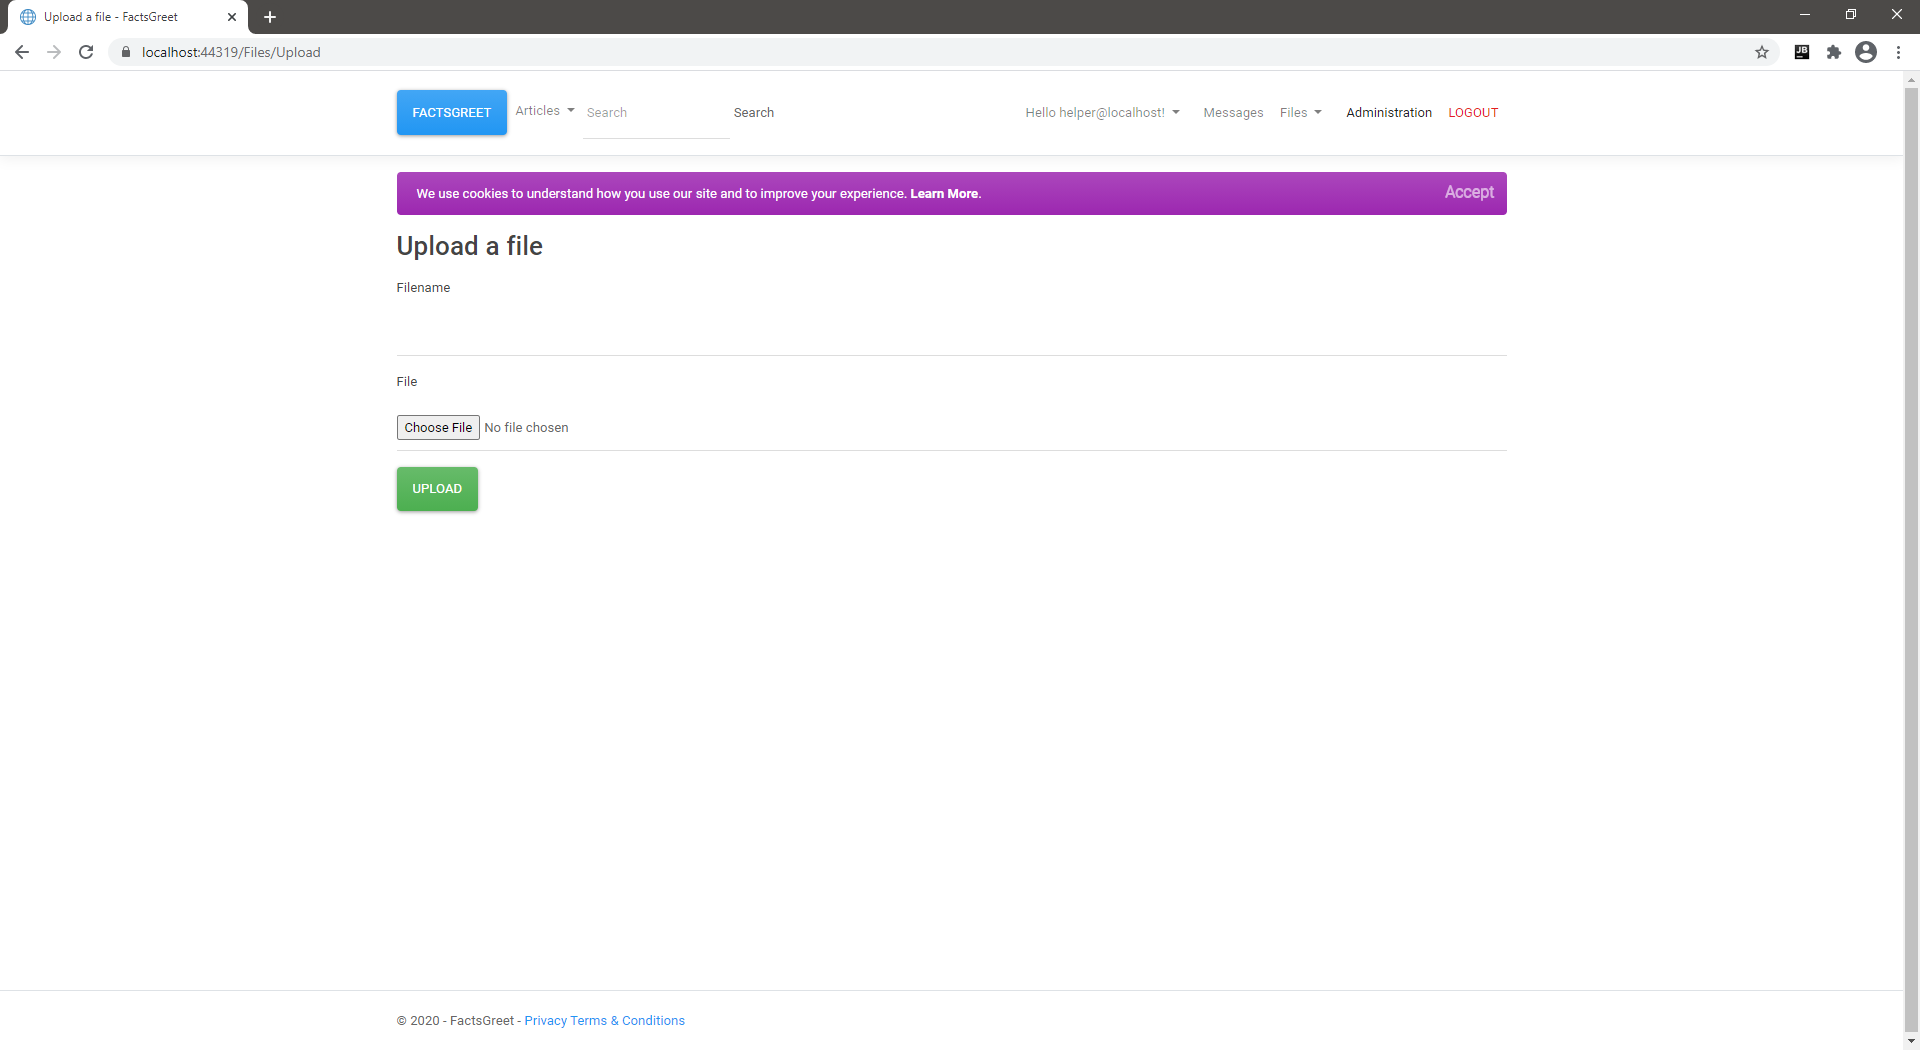 Upload a file - FactsGreet
localhost:44319/Files/Upload
JB
FACTSGREET Articles Search Search Hello helper@localhost! Messages Files Administration LOGOUT
We use cookies to understand how you use our site and to improve your experience. Learn More. Accept
Upload a file
Filename
File
Choose File No file chosen
UPLOAD
© 2020 - FactsGreet - Privacy Terms & Conditions